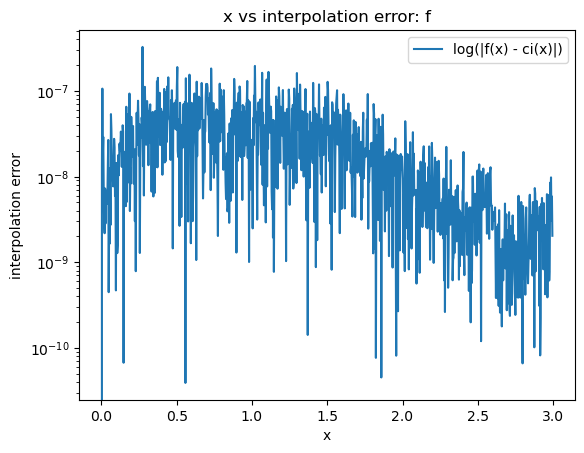 x vs interpolation error: f
log(|f(x) - ci(x)|)
interpolation error
10⁻⁷
10⁻⁸
10⁻⁹
10⁻¹⁰
0.0 0.5 1.0 1.5 2.0 2.5 3.0
x